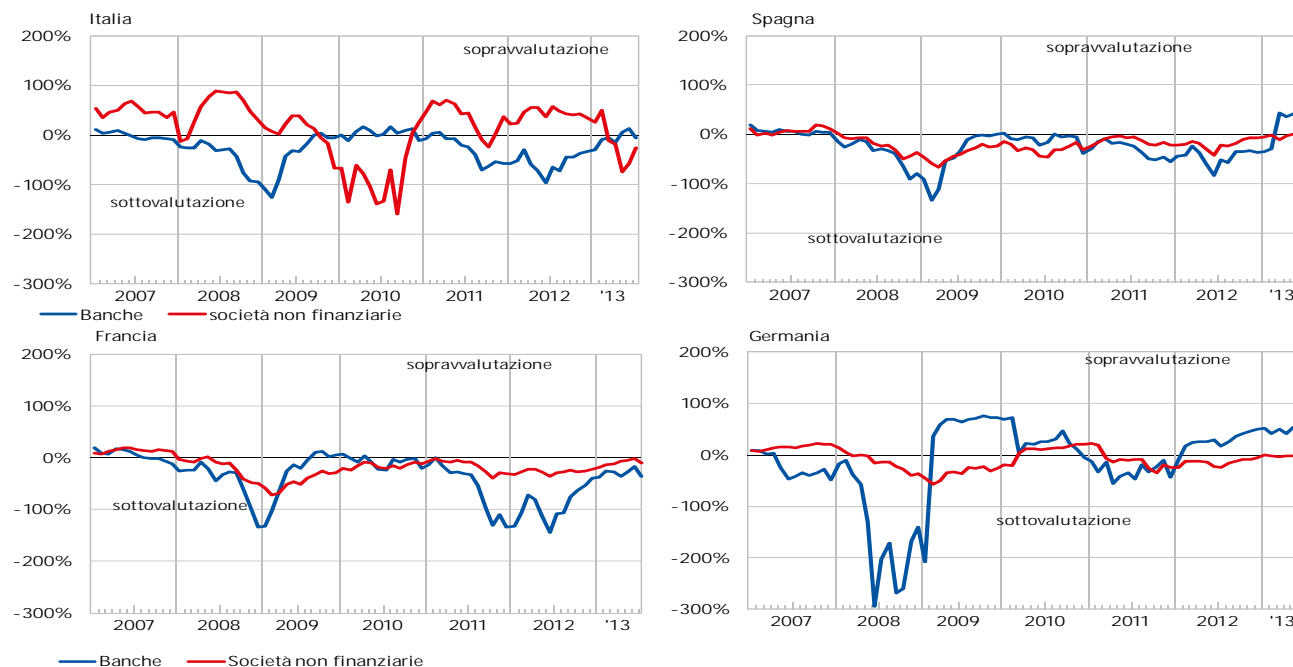 Italia
200%
sopravvalutazione
100%
0%
-100%
sottovalutazione
-200%
-300%
2007 2008 2009 2010 2011 2012 '13
Banche società non finanziarie
Spagna
200%
sopravvalutazione
100%
0%
-100%
-200%
sottovalutazione
-300%
2007 2008 2009 2010 2011 2012 '13
Francia
200%
sopravvalutazione
100%
0%
-100%
sottovalutazione
-200%
-300%
2007 2008 2009 2010 2011 2012 '13
Banche Società non finanziarie
Germania
200%
sopravvalutazione
100%
0%
-100%
sottovalutazione
-200%
-300%
2007 2008 2009 2010 2011 2012 '13